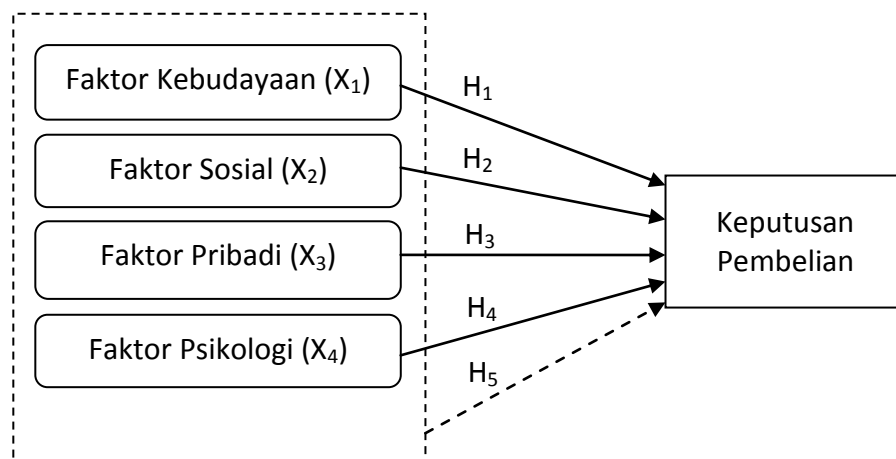 Faktor Kebudayaan (X₁)
Faktor Sosial (X₂)
Faktor Pribadi (X₃)
Faktor Psikologi (X₄)
H₁
H₂
H₃
H₄
H₅
Keputusan
Pembelian